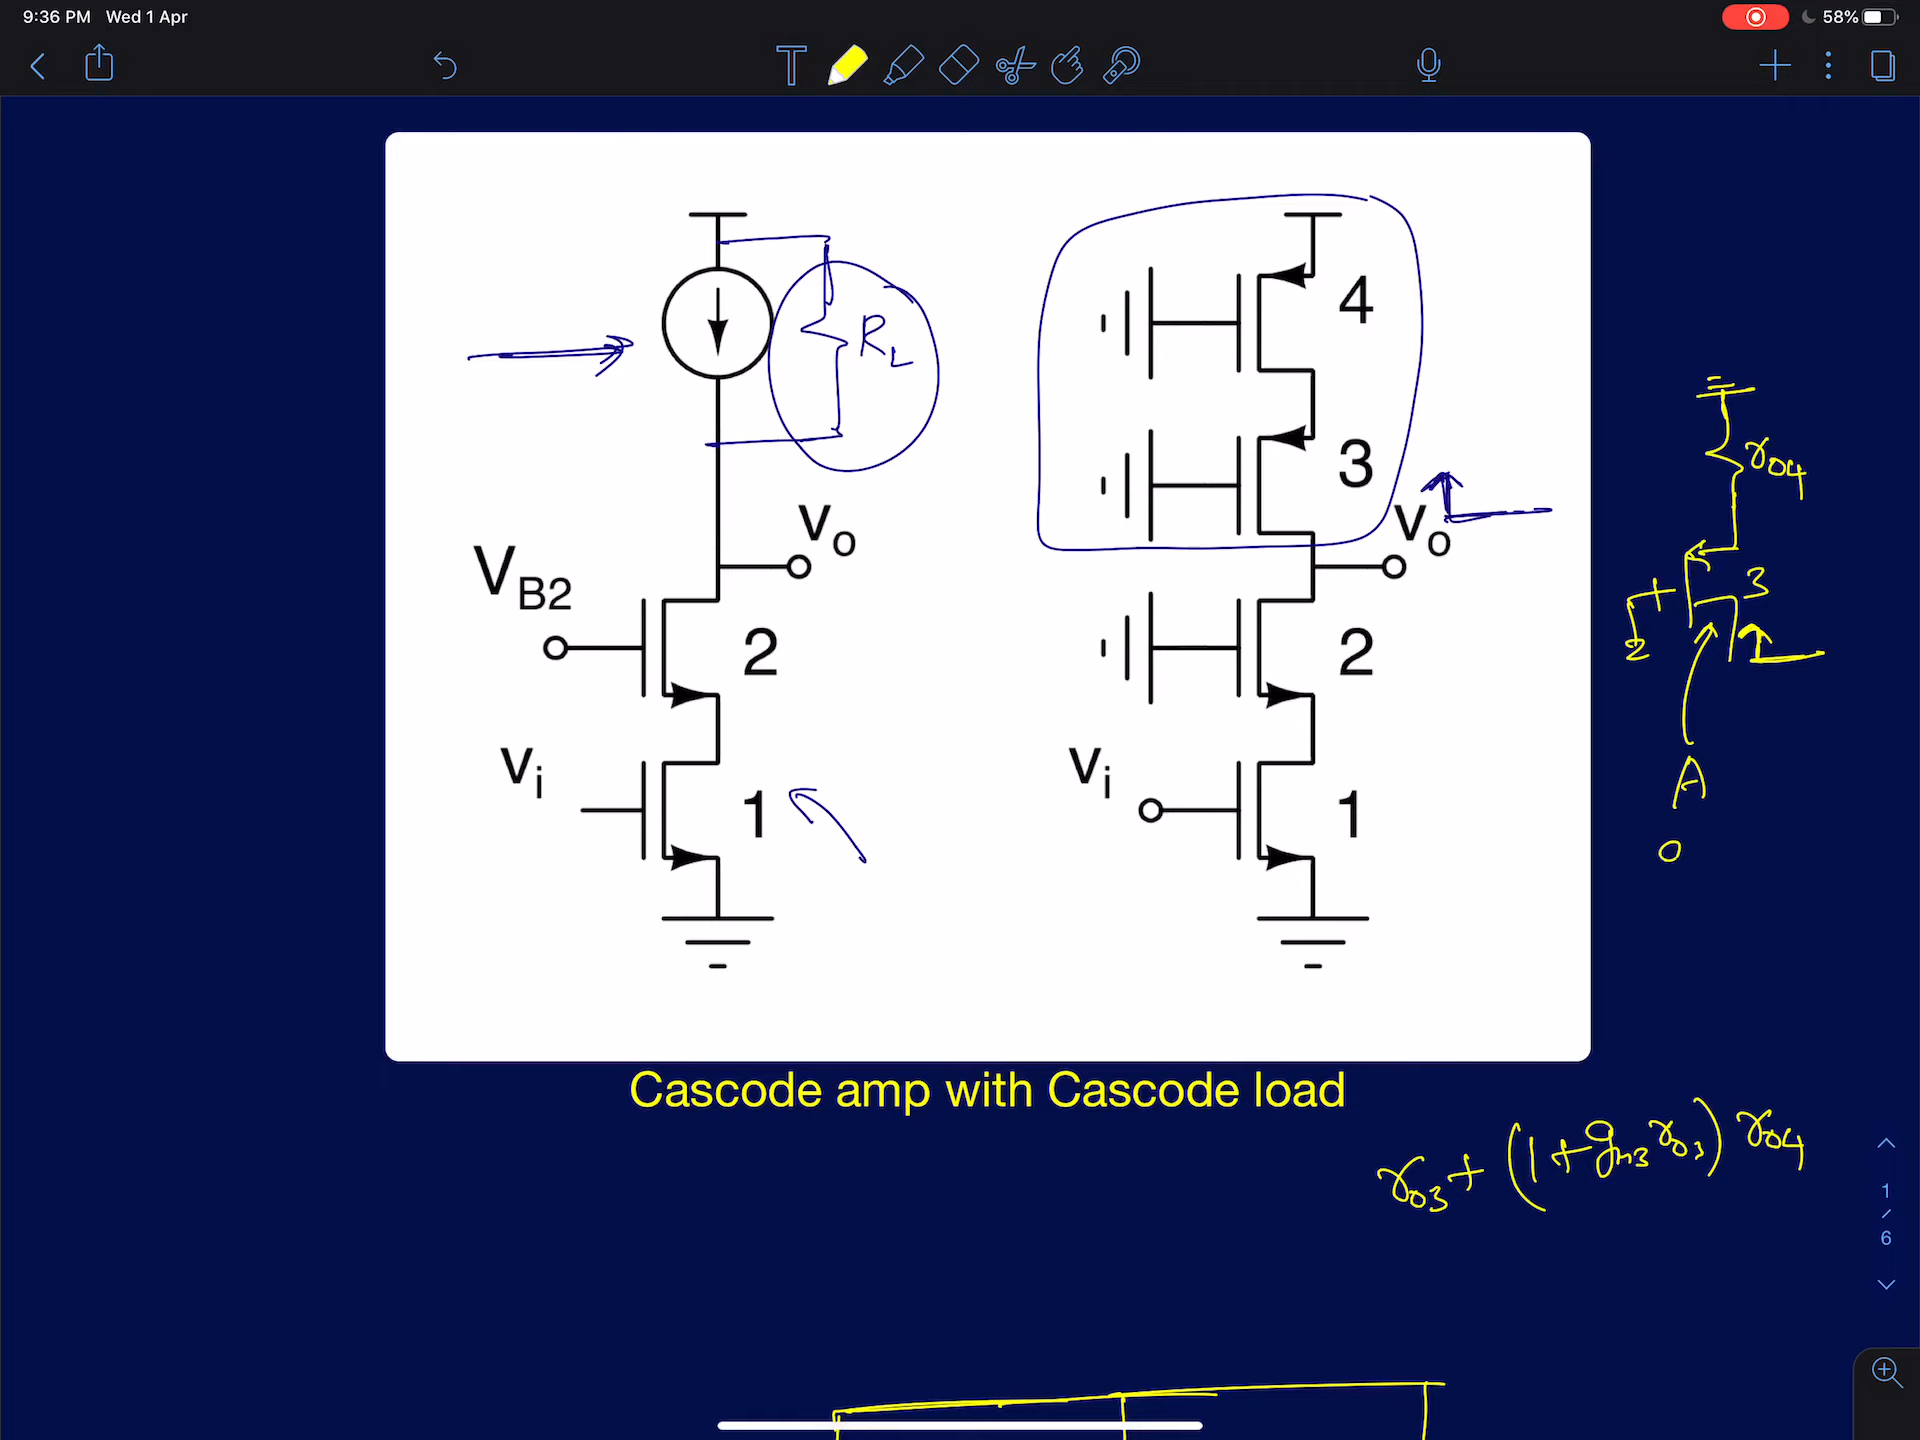 9:36 PM Wed 1 Apr
58%
T
4
R_L
3
r_o4
V_o
V_o
V_B2
3
2
2
V_i
V_i
1
1
A
Cascode amp with Cascode load
r_o3 + (1 + g_m3 r_o3) r_o4
1
/
6